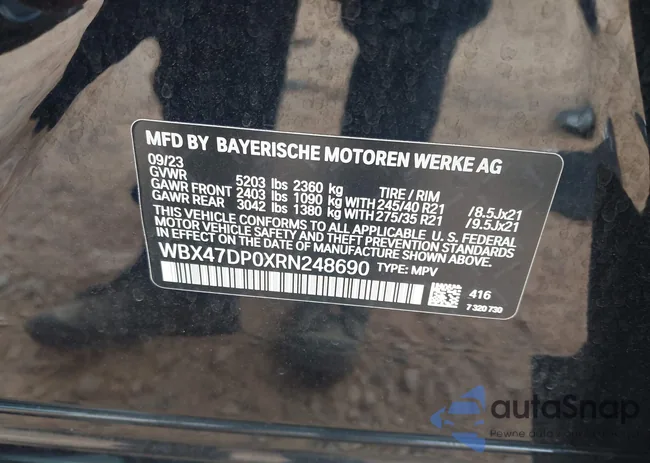 MFD BY BAYERISCHE MOTOREN WERKE AG
09/23
GVWR 5203 lbs 2360 kg TIRE / RIM
GAWR FRONT 2403 lbs 1090 kg WITH 245/40 R21 /8.5Jx21
GAWR REAR 3042 lbs 1380 kg WITH 275/35 R21 /9.5Jx21
THIS VEHICLE CONFORMS TO ALL APPLICABLE U. S. FEDERAL
MOTOR VEHICLE SAFETY AND THEFT PREVENTION STANDARDS
IN EFFECT ON THE DATE OF MANUFACTURE SHOWN ABOVE.
WBX47DP0XRN248690 TYPE: MPV
416
7 320 730
autoSnap
Pewne auto